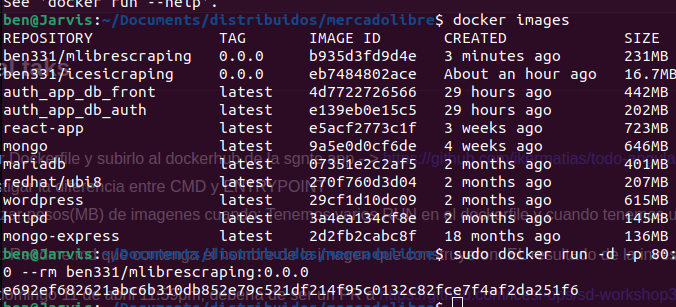 See 'docker run --help'.
ben@Jarvis:~/Documents/distribuidos/mercadolibre$ docker images
REPOSITORY TAG IMAGE ID CREATED SIZE
ben331/mlibrescraping 0.0.0 b935d3fd9d4e 3 minutes ago 231MB
ben331/icesicraping 0.0.0 eb7484802ace About an hour ago 16.7MB
auth_app_db_front latest 4d7722726566 29 hours ago 442MB
auth_app_db_auth latest e139eb0e15c5 29 hours ago 202MB
react-app latest e5acf2773c1f 3 weeks ago 723MB
mongo latest 9a5e0d0cf6de 4 weeks ago 646MB
mariadb latest 07351e2c2af5 2 months ago 401MB
redhat/ubi8 latest 270f760d3d04 2 months ago 207MB
wordpress latest 29cf1d10dc09 2 months ago 615MB
httpd latest 3a4ea134cf8e 2 months ago 145MB
mongo-express latest 2d2fb2cabc8f 18 months ago 136MB
ben@Jarvis:~/Documents/distribuidos/mercadolibre$ sudo docker run -d -p 80:
0 --rm ben331/mlibrescraping:0.0.0
e692ef682621abc6b310db852e79c521df214f95c0132c82fce7f4af2da251f6